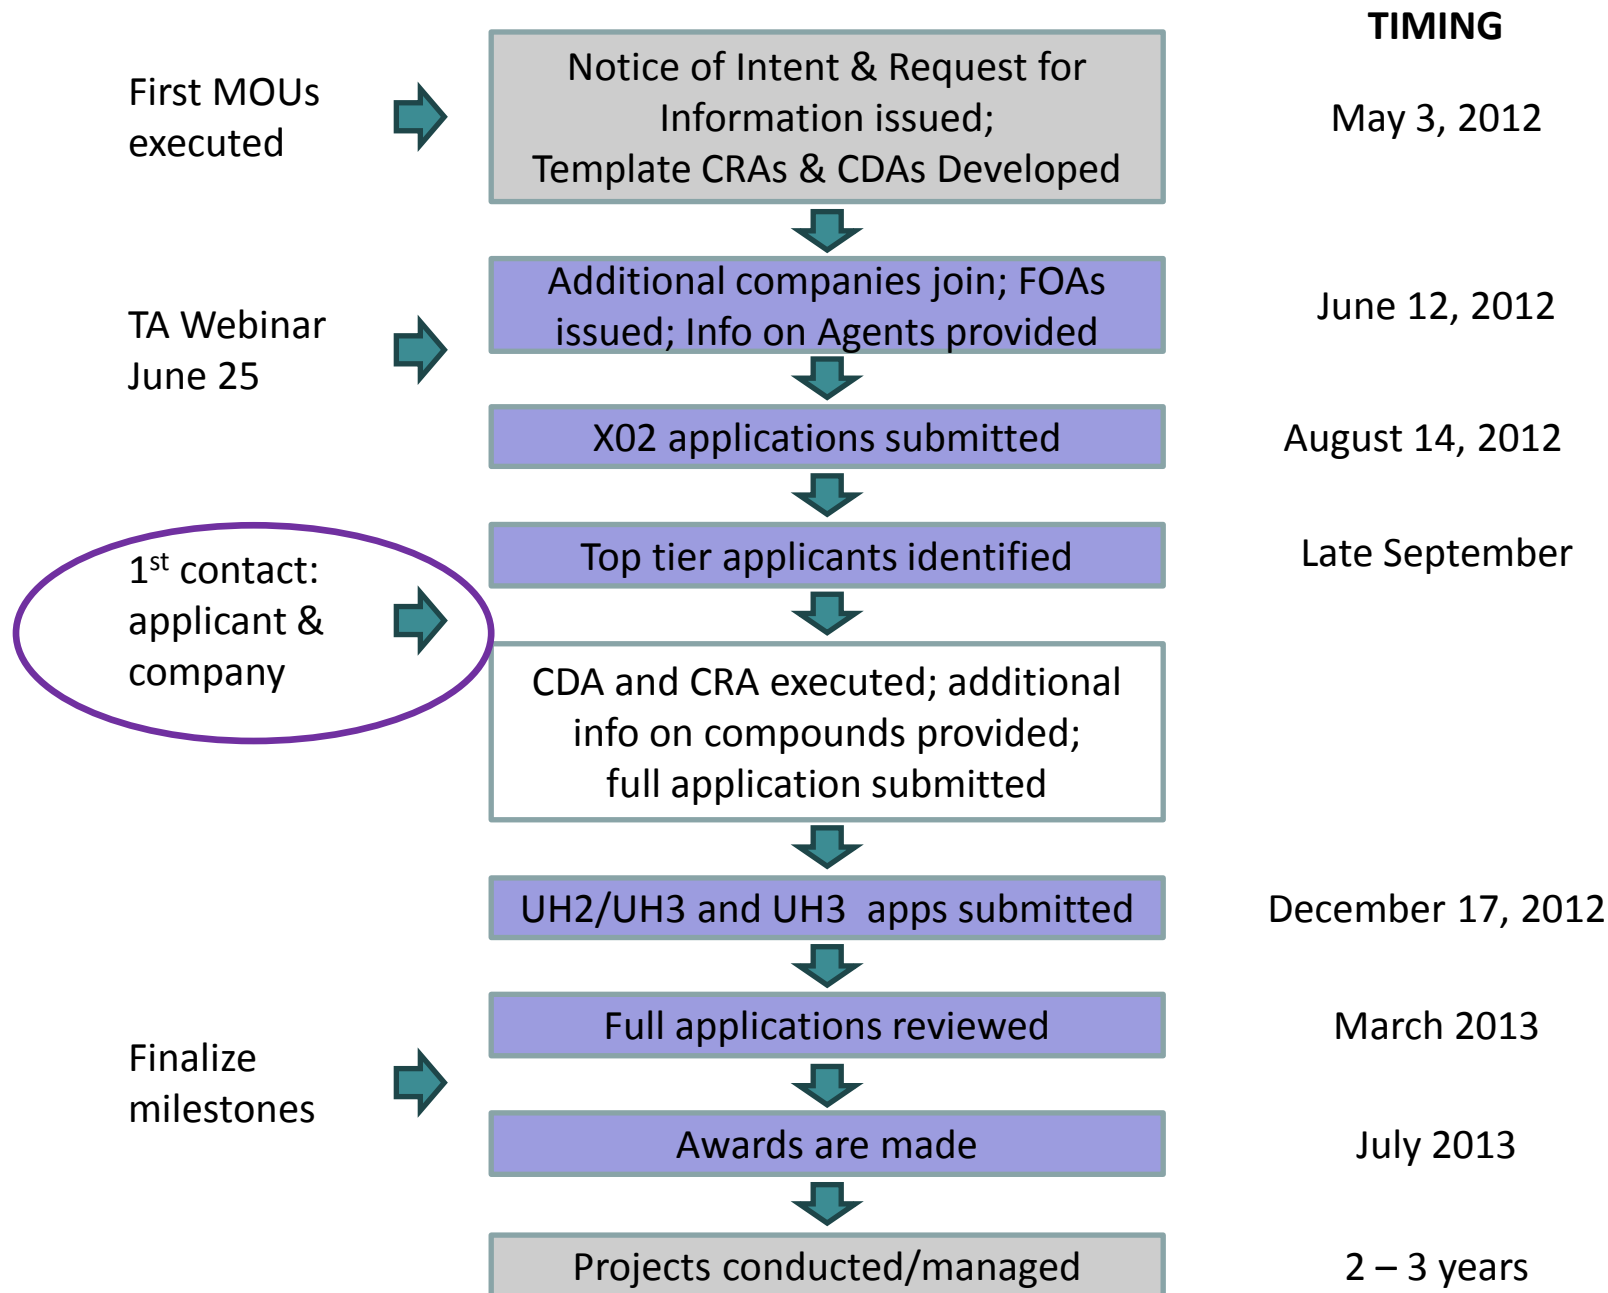 TIMING
First MOUs
executed
Notice of Intent & Request for
Information issued;
Template CRAs & CDAs Developed
May 3, 2012
TA Webinar
June 25
Additional companies join; FOAs
issued; Info on Agents provided
June 12, 2012
X02 applications submitted
August 14, 2012
Top tier applicants identified
Late September
1st contact:
applicant &
company
CDA and CRA executed; additional
info on compounds provided;
full application submitted
UH2/UH3 and UH3  apps submitted
December 17, 2012
Full applications reviewed
March 2013
Finalize
milestones
Awards are made
July 2013
Projects conducted/managed
2 – 3 years